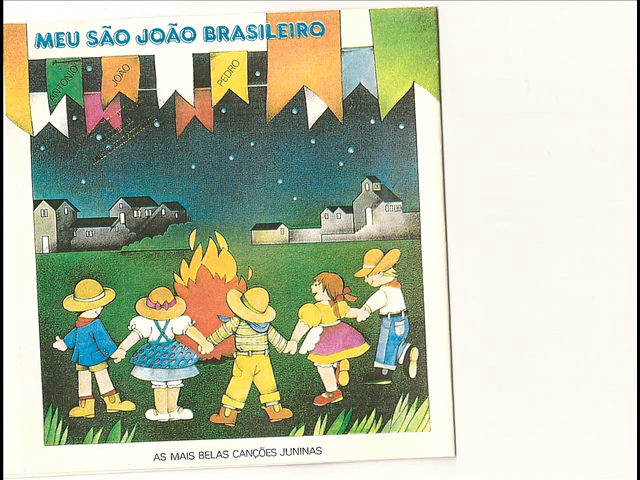 MEU SÃO JOÃO BRASILEIRO
ANTONIO
JOÃO
PEDRO
AS MAIS BELAS CANÇÕES JUNINAS